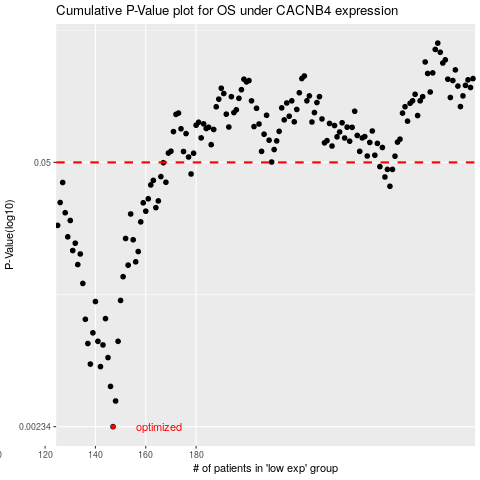 Cumulative P-Value plot for OS under CACNB4 expression
P-Value(log10)
0.05
0.00234
optimized
0
120
140
160
180
# of patients in 'low exp' group